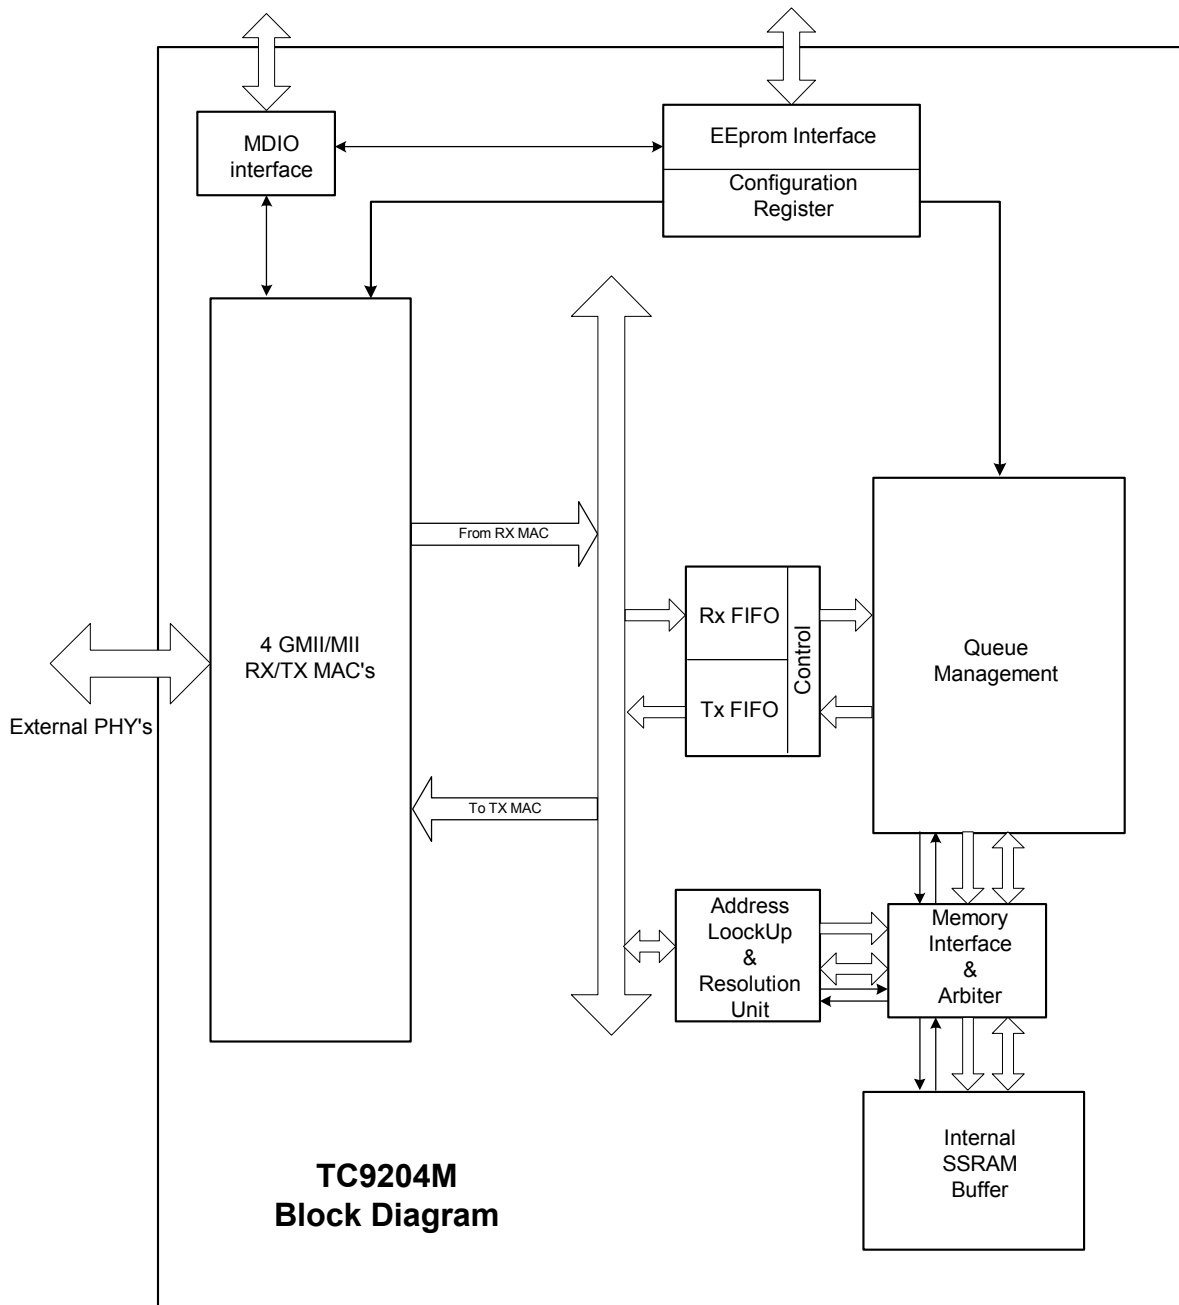 MDIO
interface
EEprom Interface
Configuration
Register
From RX MAC
4 GMII/MII
RX/TX MAC's
External PHY's
Rx FIFO
Tx FIFO
Control
Queue
Management
To TX MAC
Address
LoockUp
&
Resolution
Unit
Memory
Interface
&
Arbiter
Internal
SSRAM
Buffer
TC9204M
Block Diagram